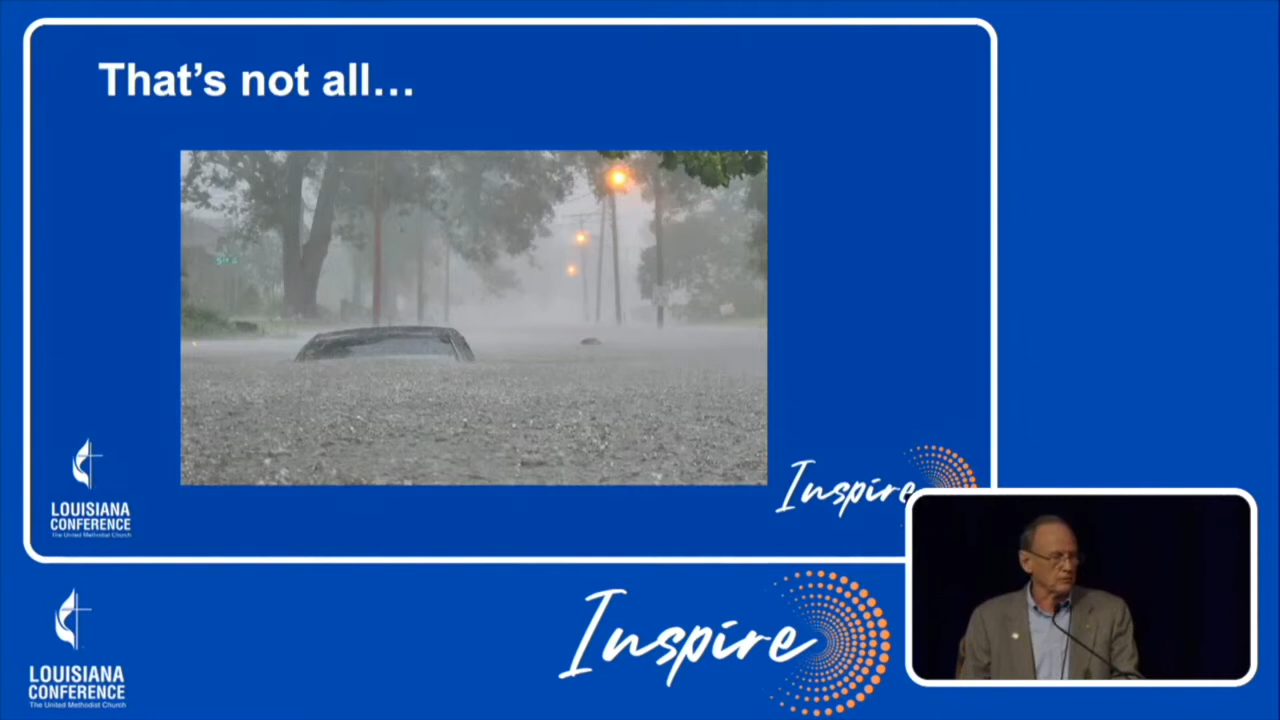 That's not all…
LOUISIANA
CONFERENCE
The United Methodist Church
Inspire
LOUISIANA
CONFERENCE
The United Methodist Church
Inspire